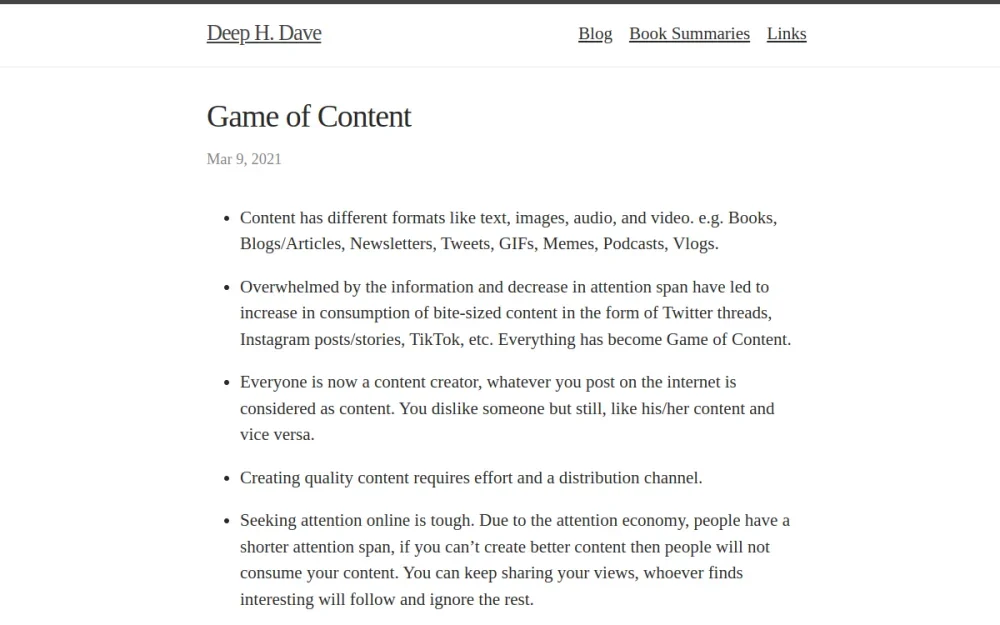 Deep H. Dave
Blog Book Summaries Links
Game of Content
Mar 9, 2021
• Content has different formats like text, images, audio, and video. e.g. Books,
Blogs/Articles, Newsletters, Tweets, GIFs, Memes, Podcasts, Vlogs.
• Overwhelmed by the information and decrease in attention span have led to
increase in consumption of bite-sized content in the form of Twitter threads,
Instagram posts/stories, TikTok, etc. Everything has become Game of Content.
• Everyone is now a content creator, whatever you post on the internet is
considered as content. You dislike someone but still, like his/her content and
vice versa.
• Creating quality content requires effort and a distribution channel.
• Seeking attention online is tough. Due to the attention economy, people have a
shorter attention span, if you can’t create better content then people will not
consume your content. You can keep sharing your views, whoever finds
interesting will follow and ignore the rest.